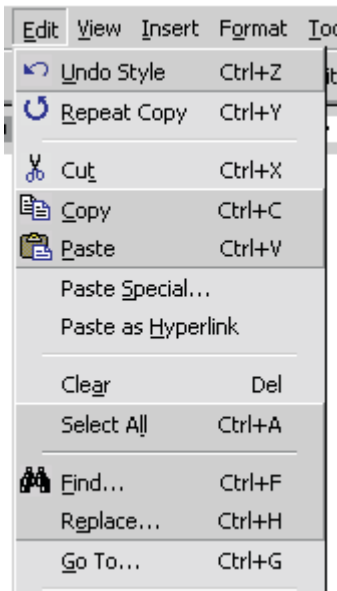 Edit View Insert Format
Undo Style Ctrl+Z
Repeat Copy Ctrl+Y
Cut Ctrl+X
Copy Ctrl+C
Paste Ctrl+V
Paste Special...
Paste as Hyperlink
Clear Del
Select All Ctrl+A
Find... Ctrl+F
Replace... Ctrl+H
Go To... Ctrl+G